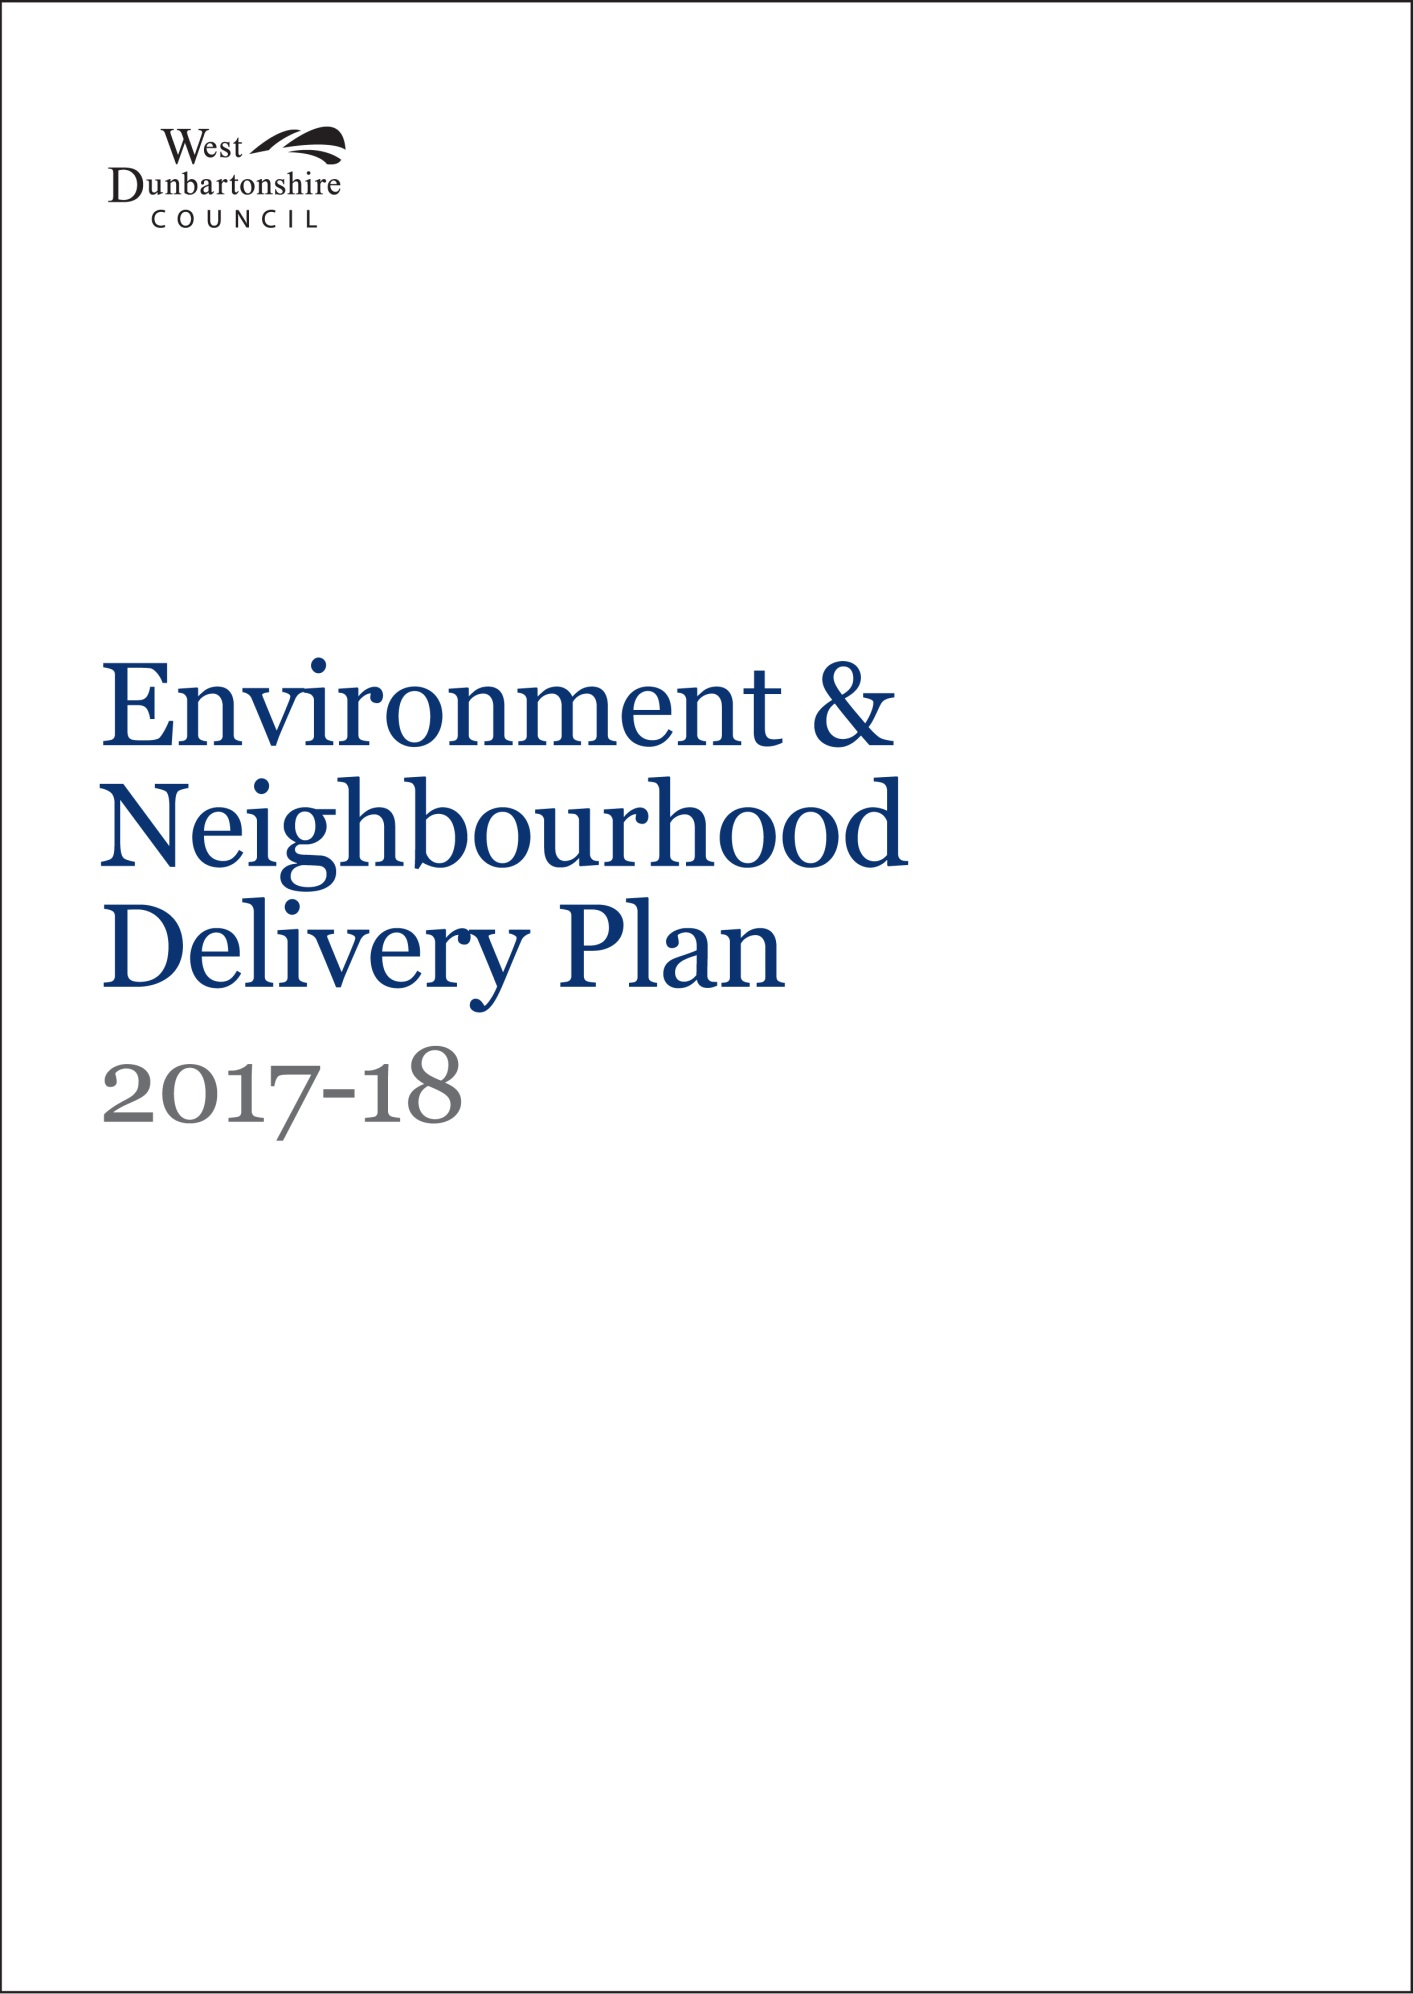 West
Dunbartonshire
COUNCIL
Environment &
Neighbourhood
Delivery Plan
2017-18